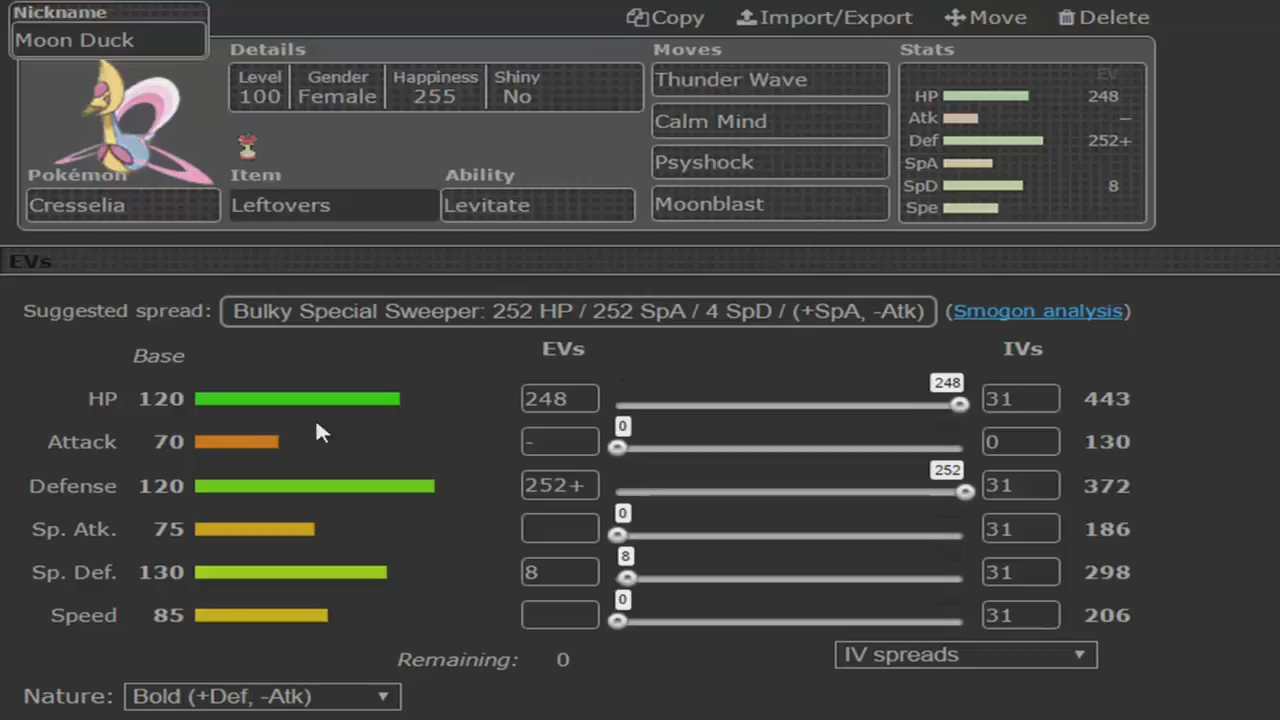 Nickname
Moon Duck
Copy Import/Export Move Delete
Details Moves Stats
Level Gender Happiness Shiny
100 Female 255 No
Thunder Wave
Calm Mind
Psyshock
Moonblast
EV
HP 248
Atk –
Def 252+
SpA
SpD 8
Spe
Pokémon Item Ability
Cresselia Leftovers Levitate
EVs
Suggested spread: Bulky Special Sweeper: 252 HP / 252 SpA / 4 SpD / (+SpA, -Atk) (Smogon analysis)
Base EVs IVs
HP 120 248 248 31 443
Attack 70 - 0 0 130
Defense 120 252+ 252 31 372
Sp. Atk. 75 0 31 186
Sp. Def. 130 8 8 31 298
Speed 85 0 31 206
Remaining: 0 IV spreads
Nature: Bold (+Def, -Atk)